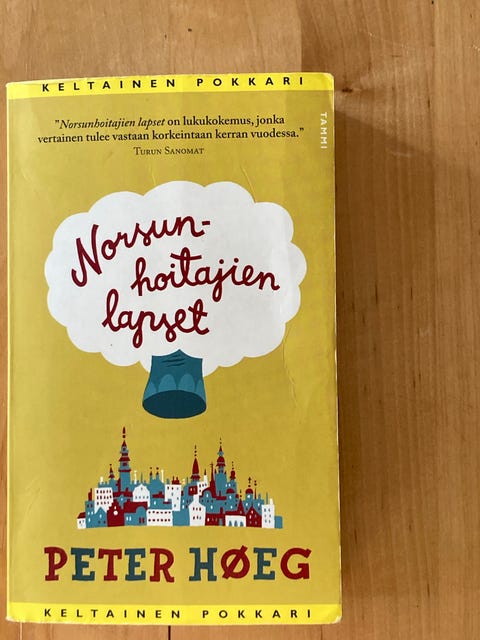 KELTAINEN POKKARI
"Norsunhoitajien lapset on lukukokemus, jonka
vertainen tulee vastaan korkeintaan kerran vuodessa."
TURUN SANOMAT
TAMMI
Norsun-
hoitajien
lapset
PETER HØEG
KELTAINEN POKKARI